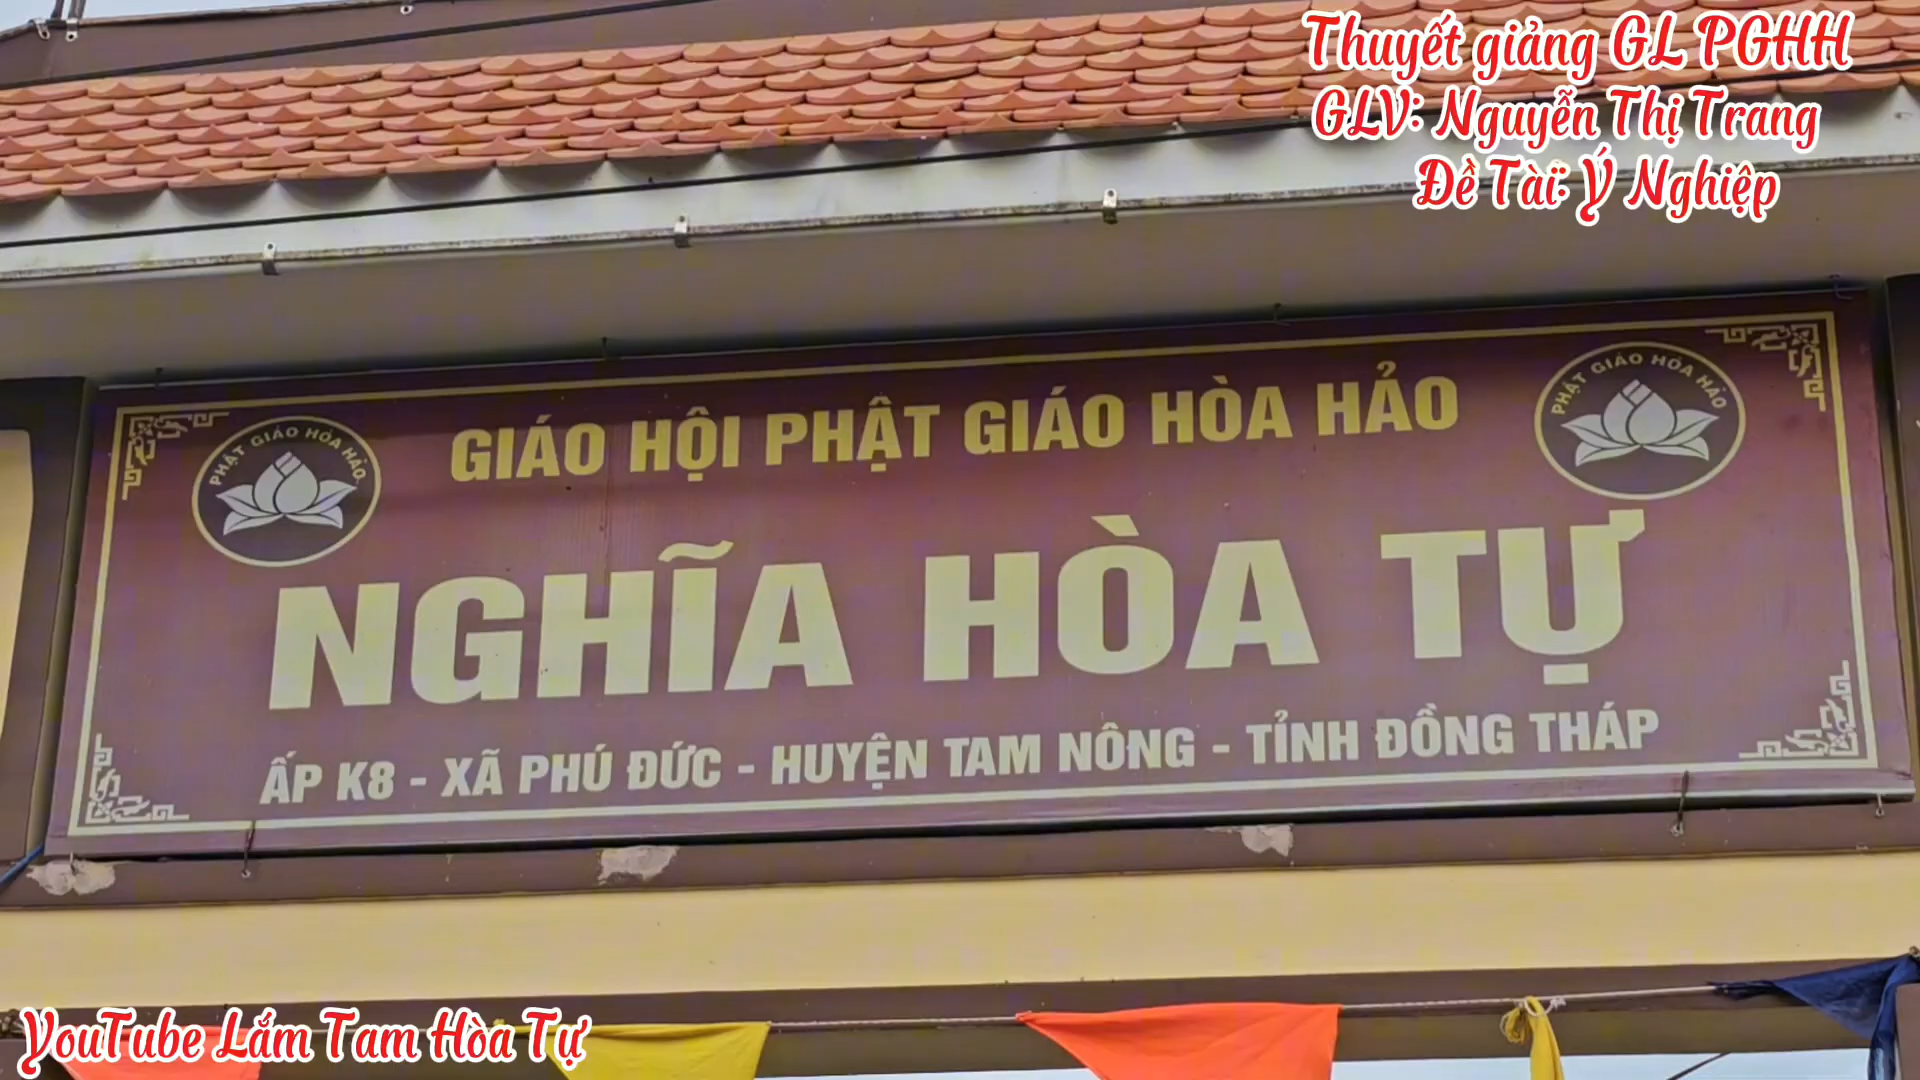 Thuyết giảng GL PGHH
GLV: Nguyễn Thị Trang
Đề Tài: Ý Nghiệp
PHẬT GIÁO HÒA HẢO
GIÁO HỘI PHẬT GIÁO HÒA HẢO
PHẬT GIÁO HÒA HẢO
NGHĨA HÒA TỰ
ẤP K8 - XÃ PHÚ ĐỨC - HUYỆN TAM NÔNG - TỈNH ĐỒNG THÁP
YouTube Lắm Tam Hòa Tự